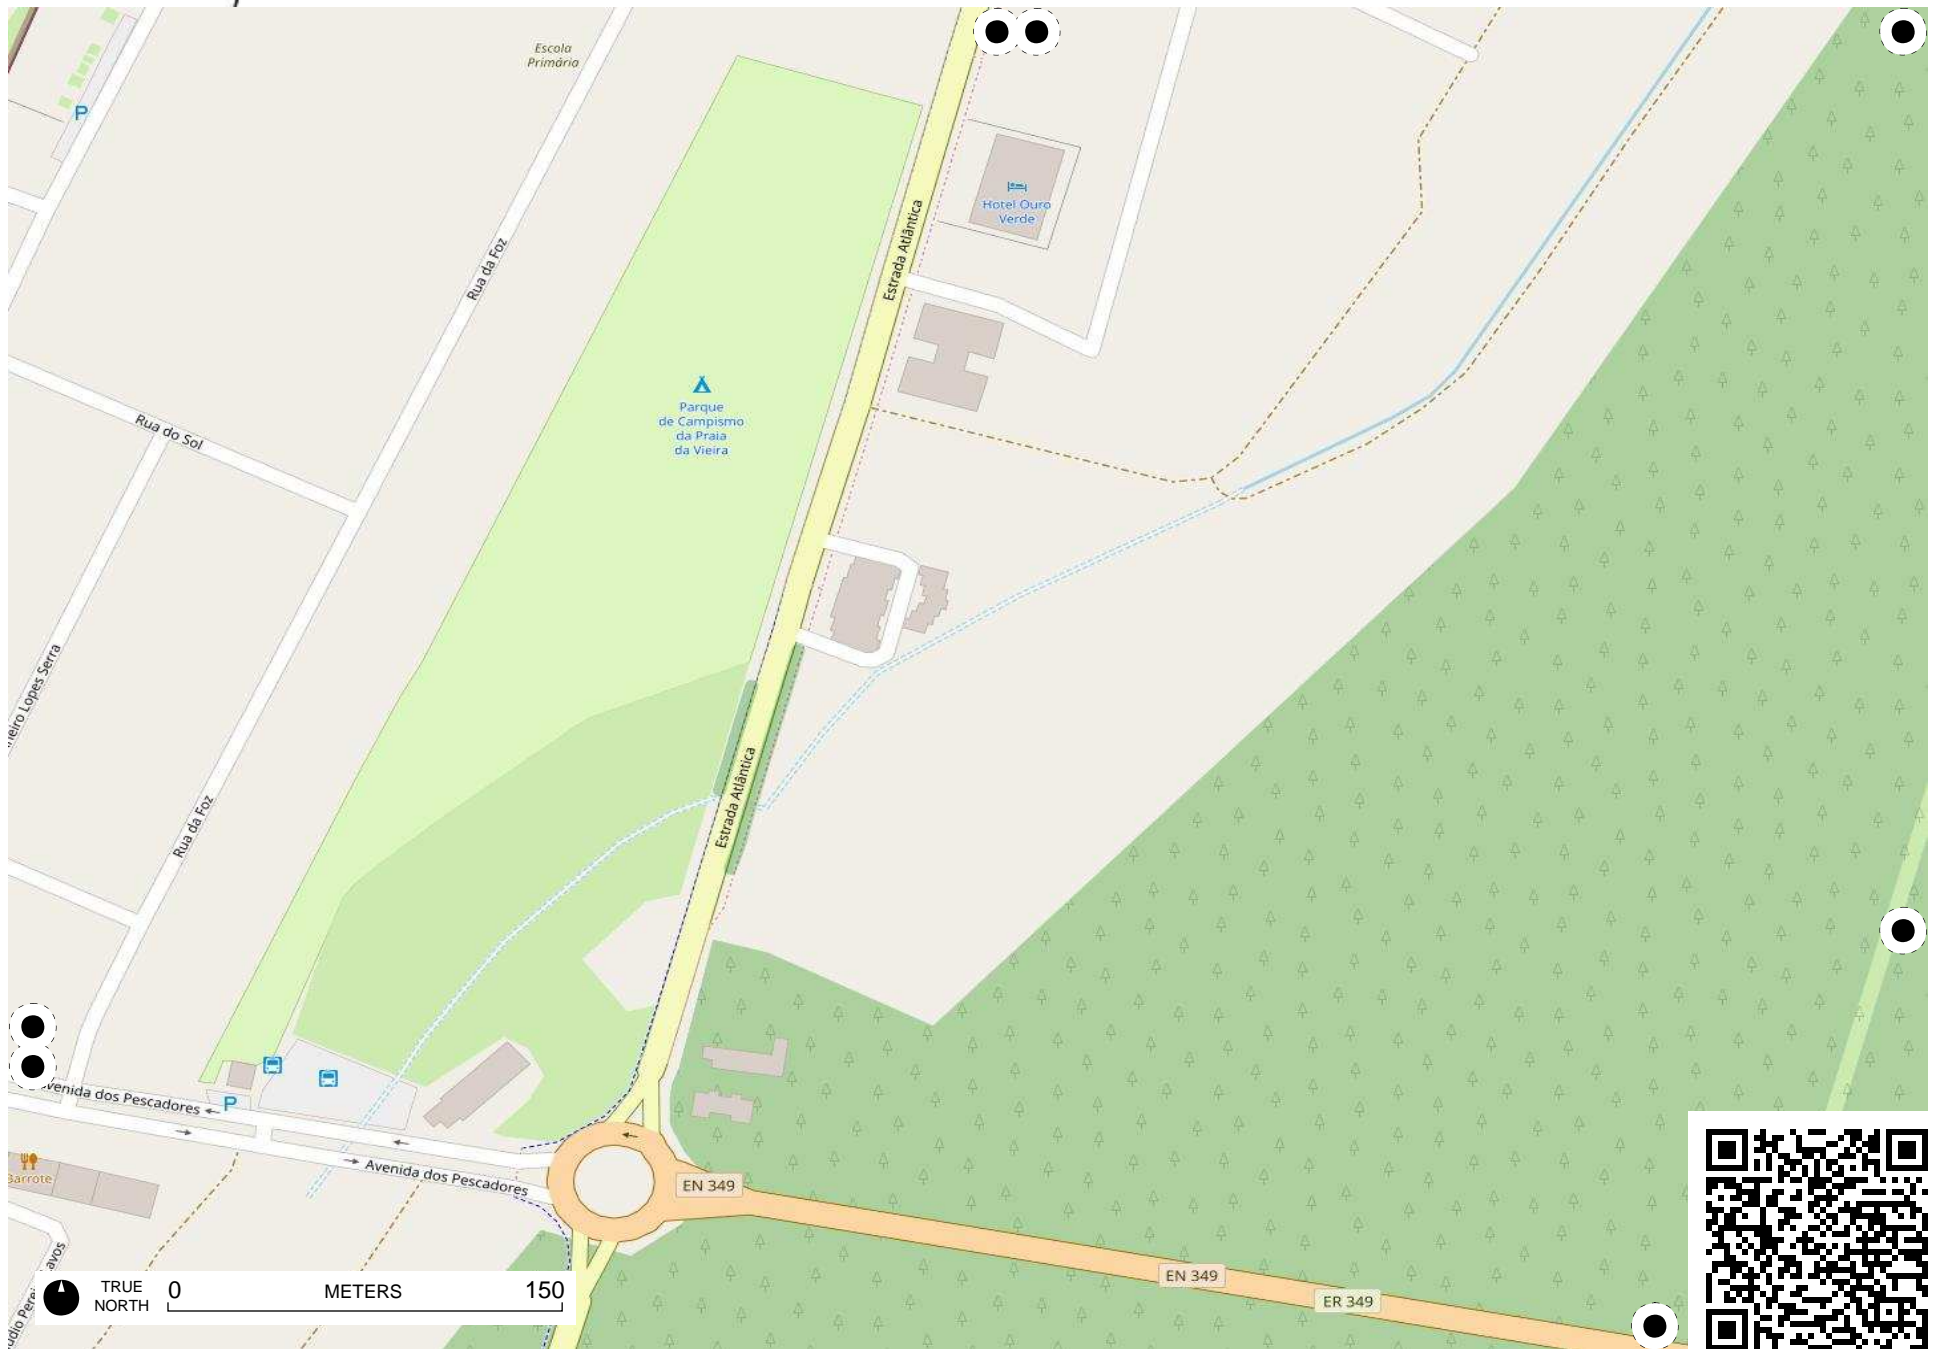 Escola
Primária
P
Hotel Ouro
Verde
Estrada Atlântica
Rua da Foz
Parque
de Campismo
da Praia
da Vieira
Rua do Sol
Lopes Serra
Estrada Atlântica
Rua da Foz
Avenida dos Pescadores
P
Avenida dos Pescadores
Barrote
EN 349
EN 349
ER 349
TRUE
NORTH
0 METERS 150